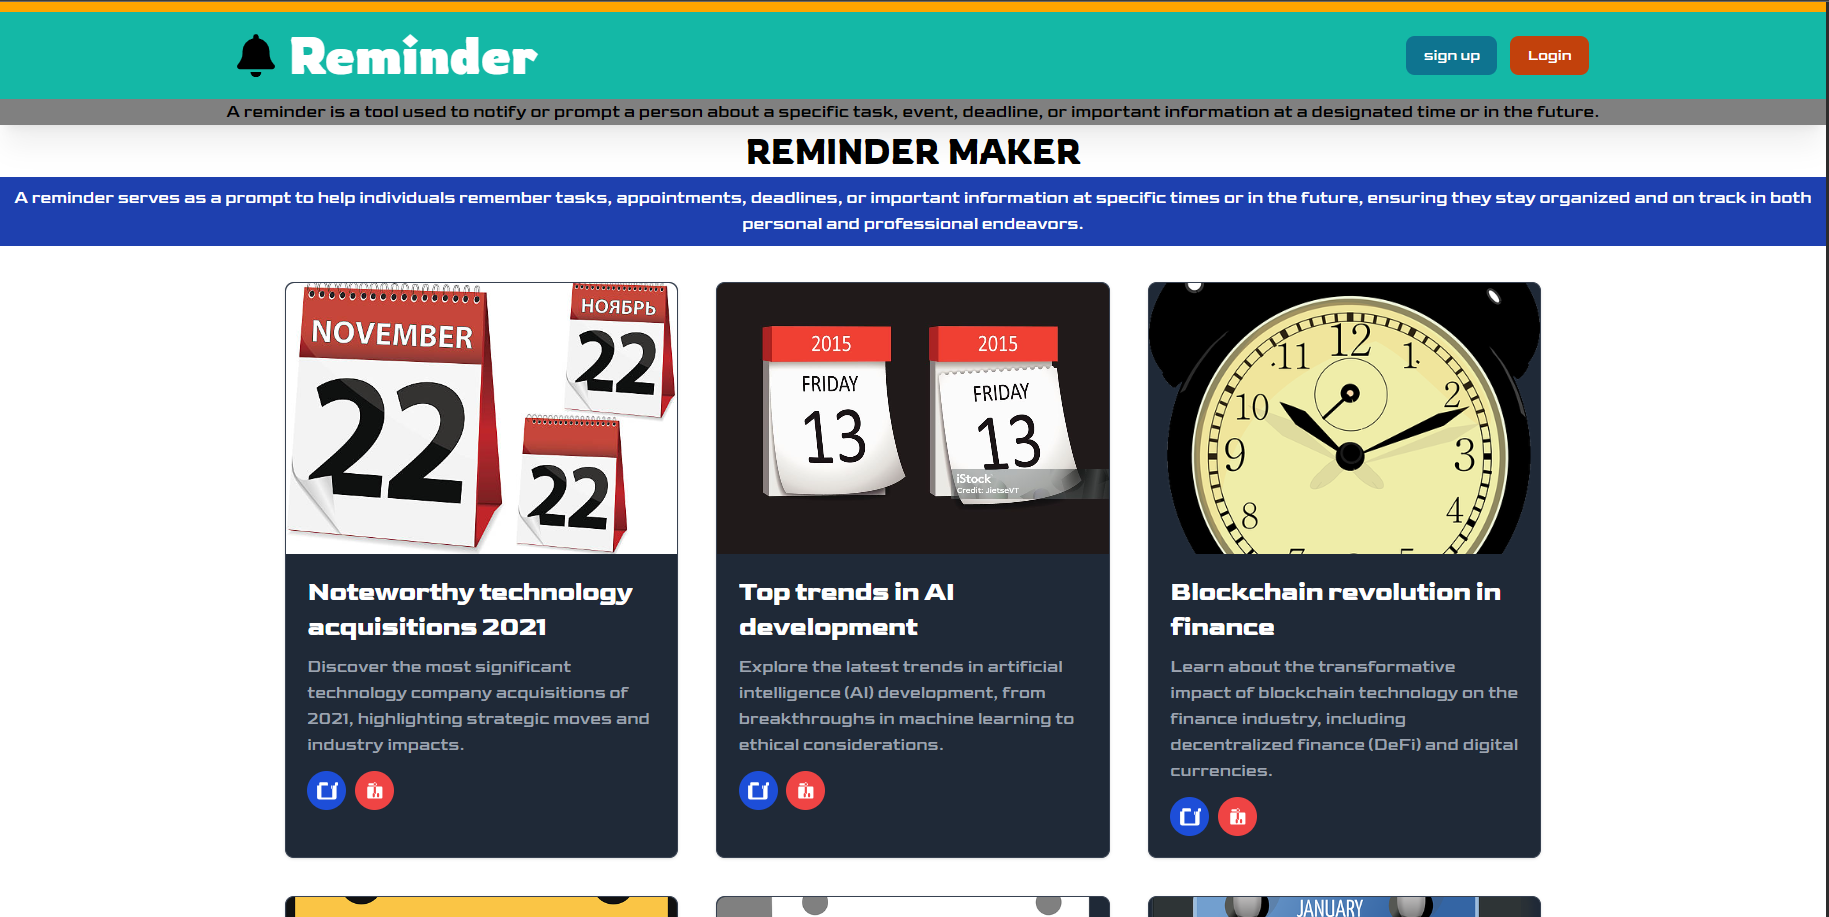 Reminder
sign up
Login
A reminder is a tool used to notify or prompt a person about a specific task, event, deadline, or important information at a designated time or in the future.
REMINDER MAKER
A reminder serves as a prompt to help individuals remember tasks, appointments, deadlines, or important information at specific times or in the future, ensuring they stay organized and on track in both
personal and professional endeavors.
NOVEMBER
22
НОЯБРЬ
22
22
2015
FRIDAY
13
2015
FRIDAY
13
iStock
Credit: JietseVT
12
11
1
10
2
9
3
8
4
7
5
Noteworthy technology
acquisitions 2021
Discover the most significant
technology company acquisitions of
2021, highlighting strategic moves and
industry impacts.
Top trends in AI
development
Explore the latest trends in artificial
intelligence (AI) development, from
breakthroughs in machine learning to
ethical considerations.
Blockchain revolution in
finance
Learn about the transformative
impact of blockchain technology on the
finance industry, including
decentralized finance (DeFi) and digital
currencies.
JANUARY